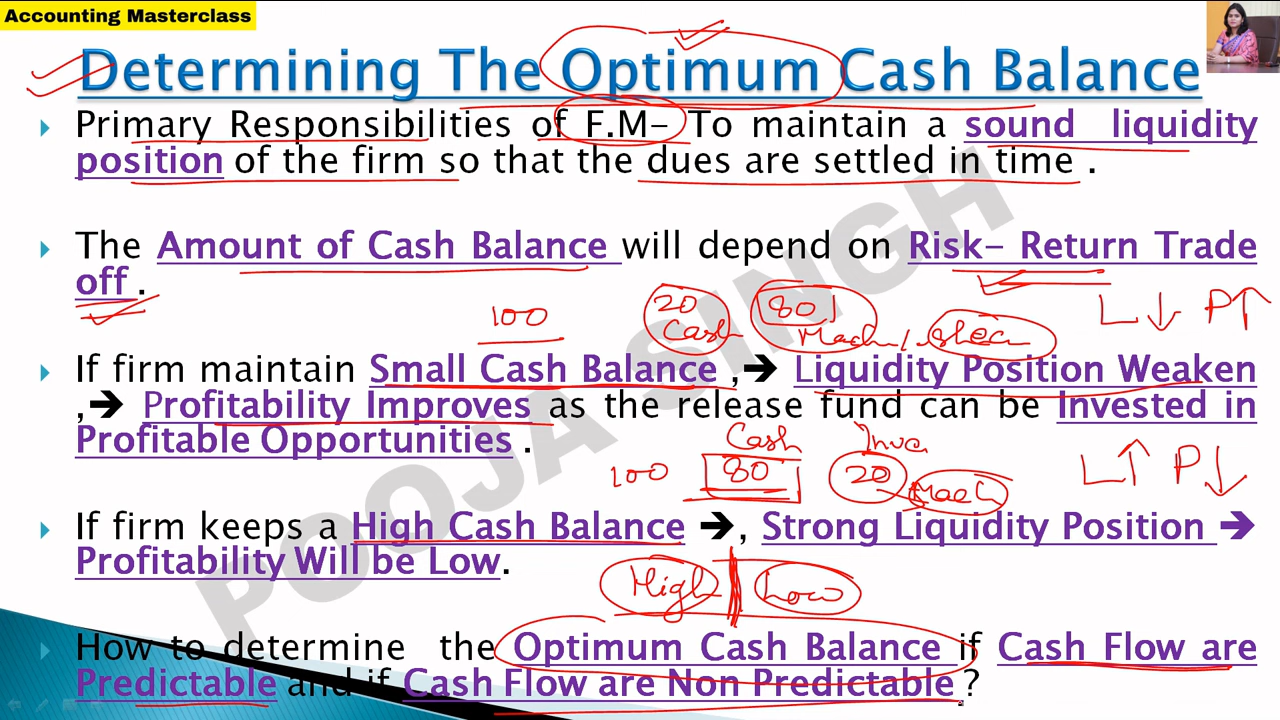 Accounting Masterclass
Determining The Optimum Cash Balance
Primary Responsibilities of F.M- To maintain a sound liquidity
position of the firm so that the dues are settled in time .
The Amount of Cash Balance will depend on Risk- Return Trade
off .
100 20 80 L↓ P↑
Cash
If firm maintain Small Cash Balance ,→ Liquidity Position Weaken
,→ Profitability Improves as the release fund can be Invested in
Profitable Opportunities .
Cash
100 80 20 L↑ P↓
If firm keeps a High Cash Balance →, Strong Liquidity Position →
Profitability Will be Low.
High Low
How to determine the Optimum Cash Balance if Cash Flow are
Predictable and if Cash Flow are Non Predictable ?
POOJA SINGH